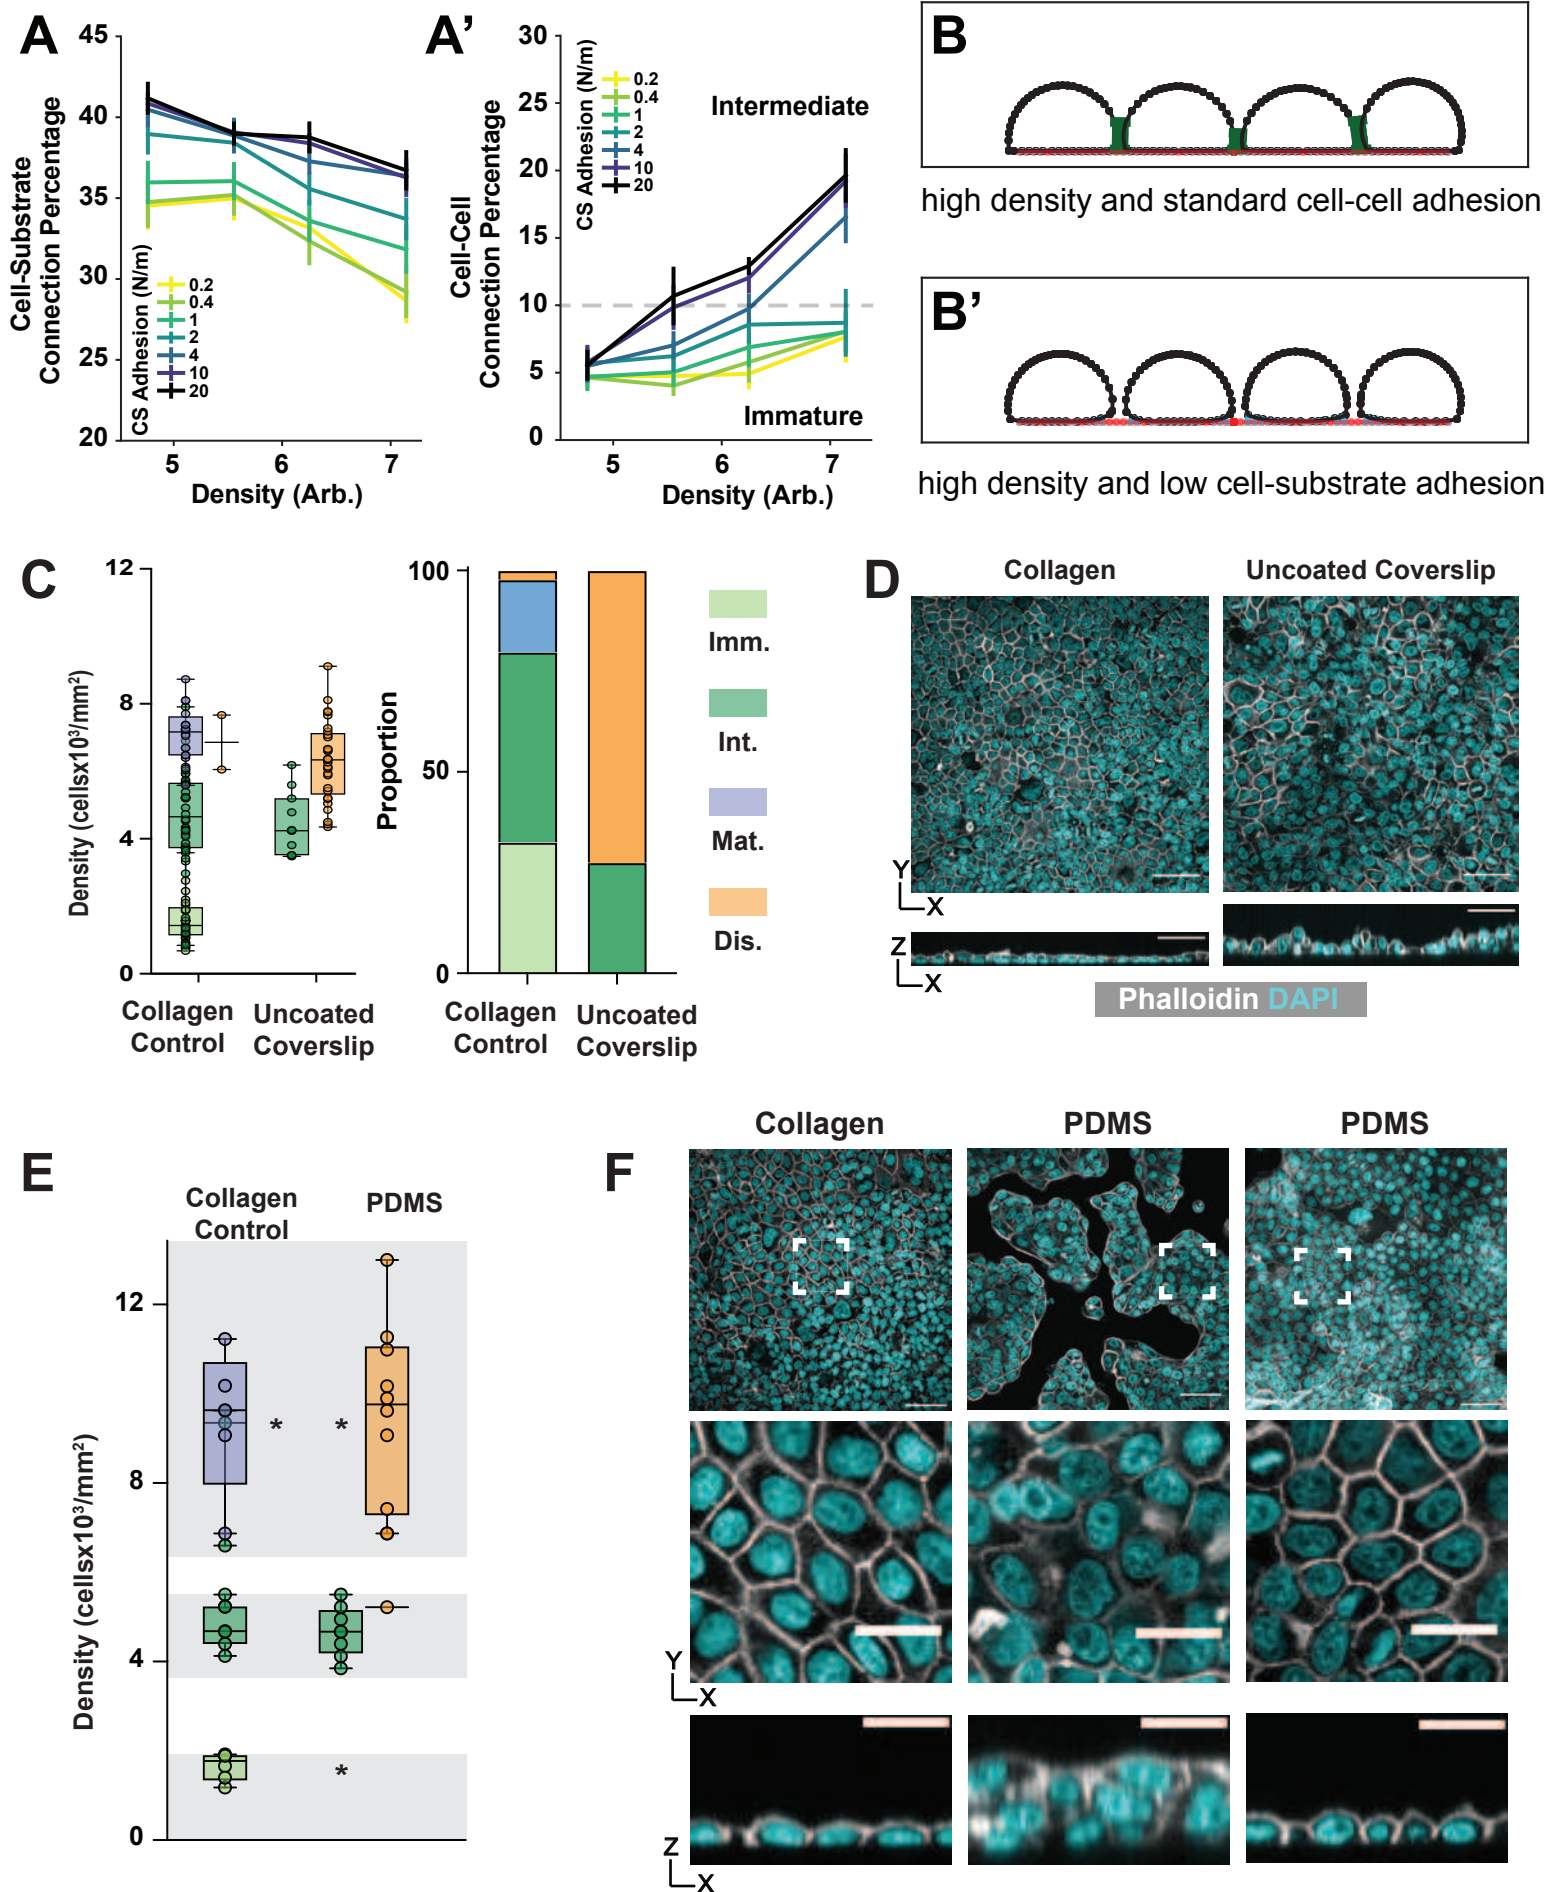 A
45
40
35
30
25
20
Cell-Substrate
Connection Percentage
CS Adhesion (N/m)
0.2
0.4
1
2
4
10
20
5
6
7
Density (Arb.)
A'
30
25
20
15
10
5
0
Cell-Cell
Connection Percentage
CS Adhesion (N/m)
0.2
0.4
1
2
4
10
20
Intermediate
Immature
5
6
7
Density (Arb.)
B
high density and standard cell-cell adhesion
B'
high density and low cell-substrate adhesion
C
12
8
4
0
Density (cellsx10³/mm²)
Collagen
Control
Uncoated
Coverslip
100
50
0
Proportion
Collagen
Control
Uncoated
Coverslip
Imm.
Int.
Mat.
Dis.
D
Collagen
Uncoated Coverslip
Y
X
Z
X
Phalloidin DAPI
E
Collagen
Control
PDMS
12
8
4
0
Density (cellsx10³/mm²)
* *
*
F
Collagen
PDMS
PDMS
Y
X
Z
X